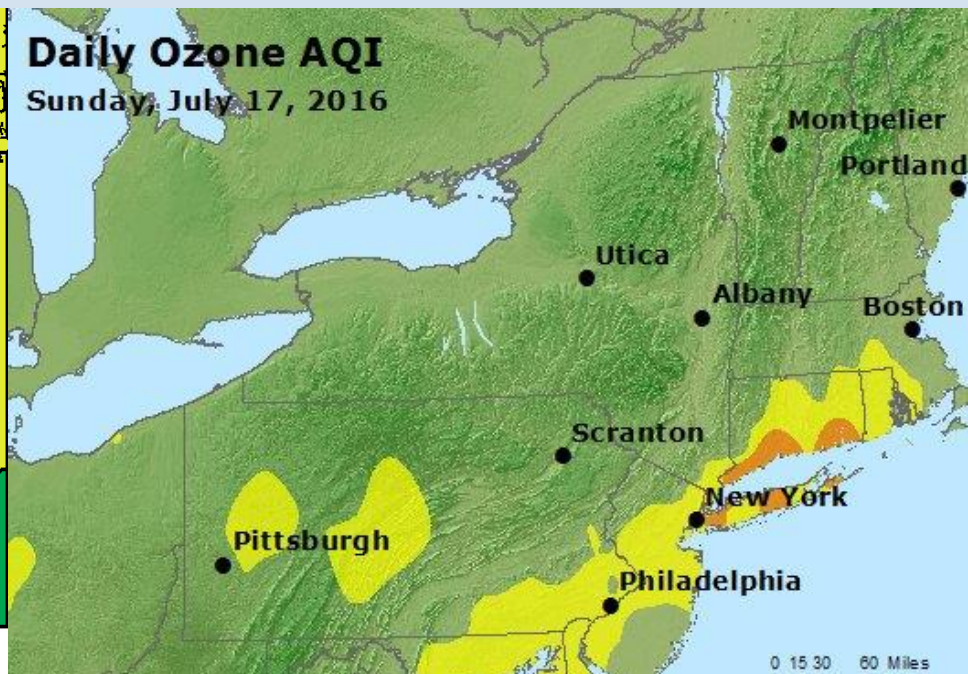 Daily Ozone AQI
Sunday, July 17, 2016
Montpelier
Portland
Utica
Albany
Boston
Scranton
New York
Pittsburgh
Philadelphia
0 15 30 60 Miles